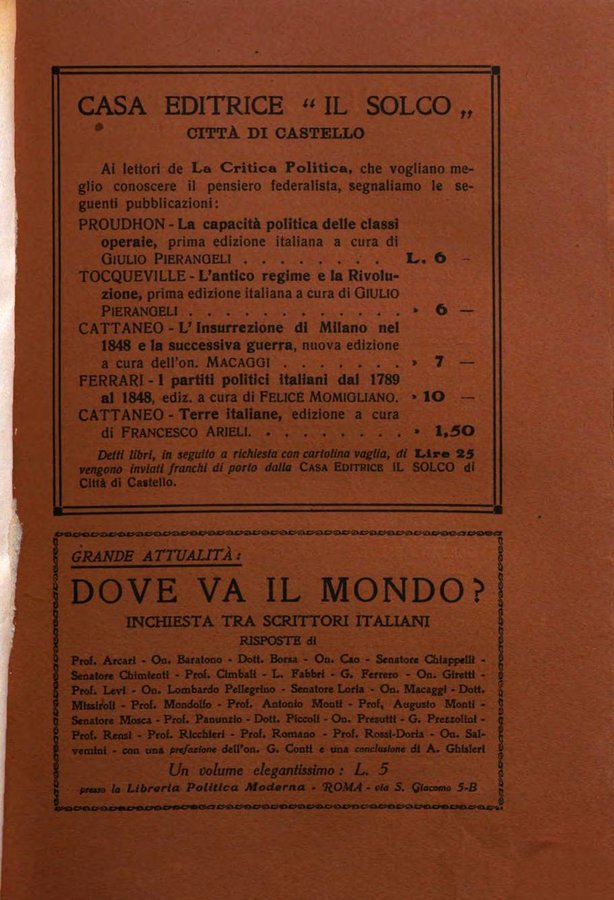 CASA EDITRICE “ IL SOLCO „
CITTÀ DI CASTELLO
Ai lettori de La Critica Politica, che vogliano me-
glio conoscere il pensiero federalista, segnaliamo le se-
guenti pubblicazioni:
PROUDHON - La capacità politica delle classi
operaie, prima edizione italiana a cura di
GIULIO PIERANGELI . . . . . . . . L. 6 —
TOCQUEVILLE - L'antico regime e la Rivolu-
zione, prima edizione italiana a cura di GIULIO
PIERANGELI . . . . . . . . . . . . » 6 —
CATTANEO - L'Insurrezione di Milano nel
1848 e la successiva guerra, nuova edizione
a cura dell'on. MACAGGI . . . . . . . » 7 —
FERRARI - I partiti politici italiani dal 1789
al 1848, ediz. a cura di FELICE MOMIGLIANO. » 10 —
CATTANEO - Terre italiane, edizione a cura
di FRANCESCO ARIELI. . . . . . . . . » 1,50
Detti libri, in seguito a richiesta con cartolina vaglia, di Lire 25
vengono inviati franchi di porto dalla CASA EDITRICE IL SOLCO di
Città di Castello.
GRANDE ATTUALITÀ:
DOVE VA IL MONDO?
INCHIESTA TRA SCRITTORI ITALIANI
RISPOSTE di
Prof. Arcari - On. Baratono - Dott. Borsa - On. Cao - Senatore Chiappelli -
Senatore Chimienti - Prof. Cimbali - L. Fabbri - G. Ferrero - On. Giretti -
Prof. Levi - On. Lombardo Pellegrino - Senatore Loria - On. Macaggi - Dott.
Missiroli - Prof. Mondolfo - Prof. Antonio Monti - Prof, Augusto Monti -
Senatore Mosca - Prof. Panunzio - Dott. Piccoli - On. Presutti - G. Prezzolini -
Prof. Rensi - Prof. Ricchieri - Prof. Romano - Prof. Rossi-Doria - On. Sal-
vemini - con una prefazione dell'on. G. Conti e una conclusione di A. Ghisleri
Un volume elegantissimo: L. 5
presso la Libreria Politica Moderna - ROMA - via S. Giacomo 5-B